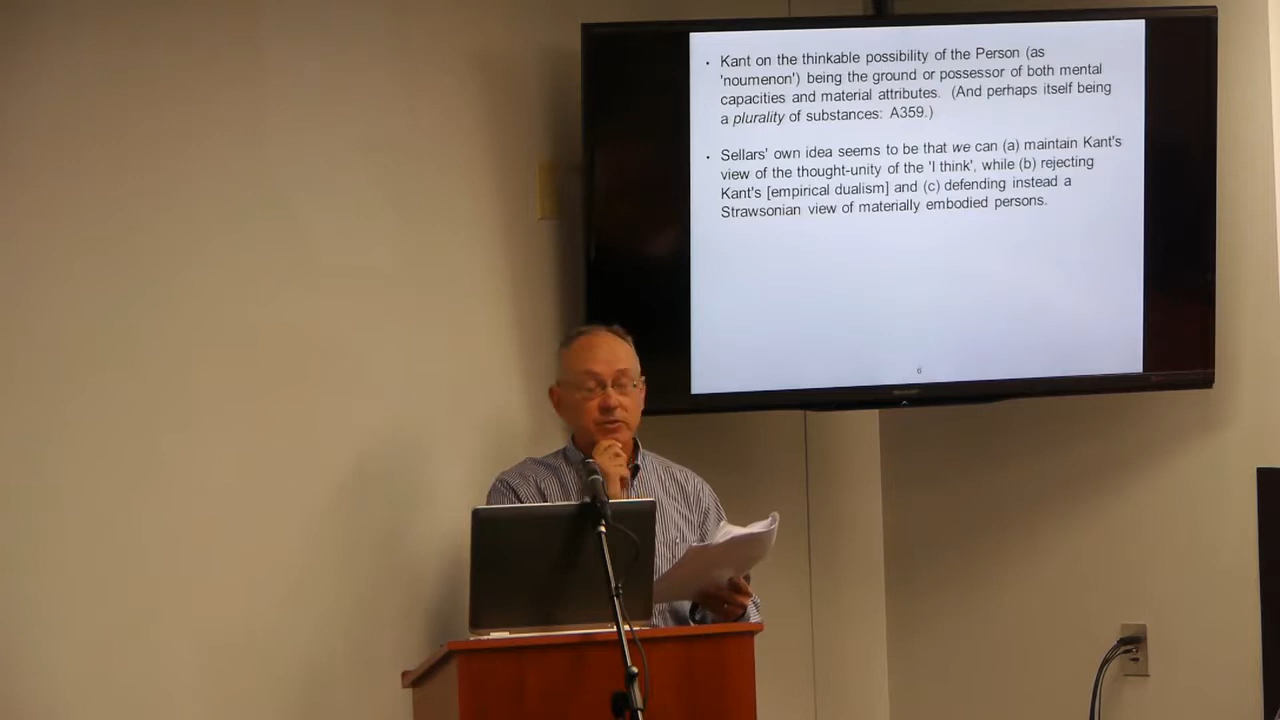 • Kant on the thinkable possibility of the Person (as
'noumenon') being the ground or possessor of both mental
capacities and material attributes. (And perhaps itself being
a plurality of substances: A359.)
• Sellars' own idea seems to be that we can (a) maintain Kant's
view of the thought-unity of the 'I think', while (b) rejecting
Kant's [empirical dualism] and (c) defending instead a
Strawsonian view of materially embodied persons.
6